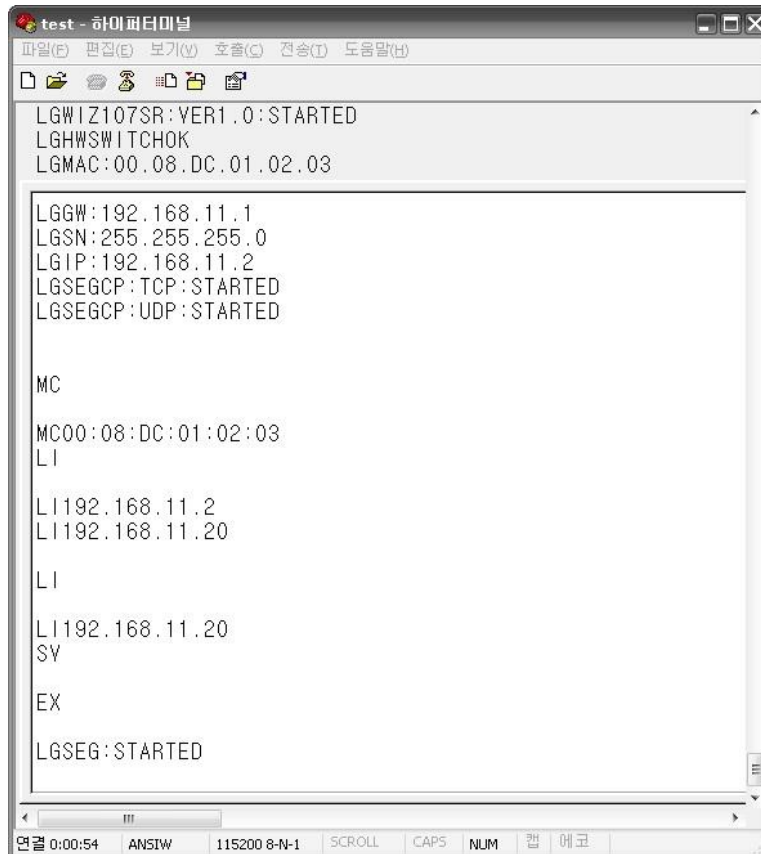 test - 하이퍼터미널
파일(F) 편집(E) 보기(V) 호출(C) 전송(T) 도움말(H)
LGWIZ107SR:VER1.0:STARTED
LGHWSWITCHOK
LGMAC:00.08.DC.01.02.03
LGGW:192.168.11.1
LGSN:255.255.255.0
LGIP:192.168.11.2
LGSEGCP:TCP:STARTED
LGSEGCP:UDP:STARTED
MC
MC00:08:DC:01:02:03
LI
LI192.168.11.2
LI192.168.11.20
LI
LI192.168.11.20
SV
EX
LGSEG:STARTED
연결 0:00:54 ANSIW 115200 8-N-1 SCROLL CAPS NUM 캡 에코